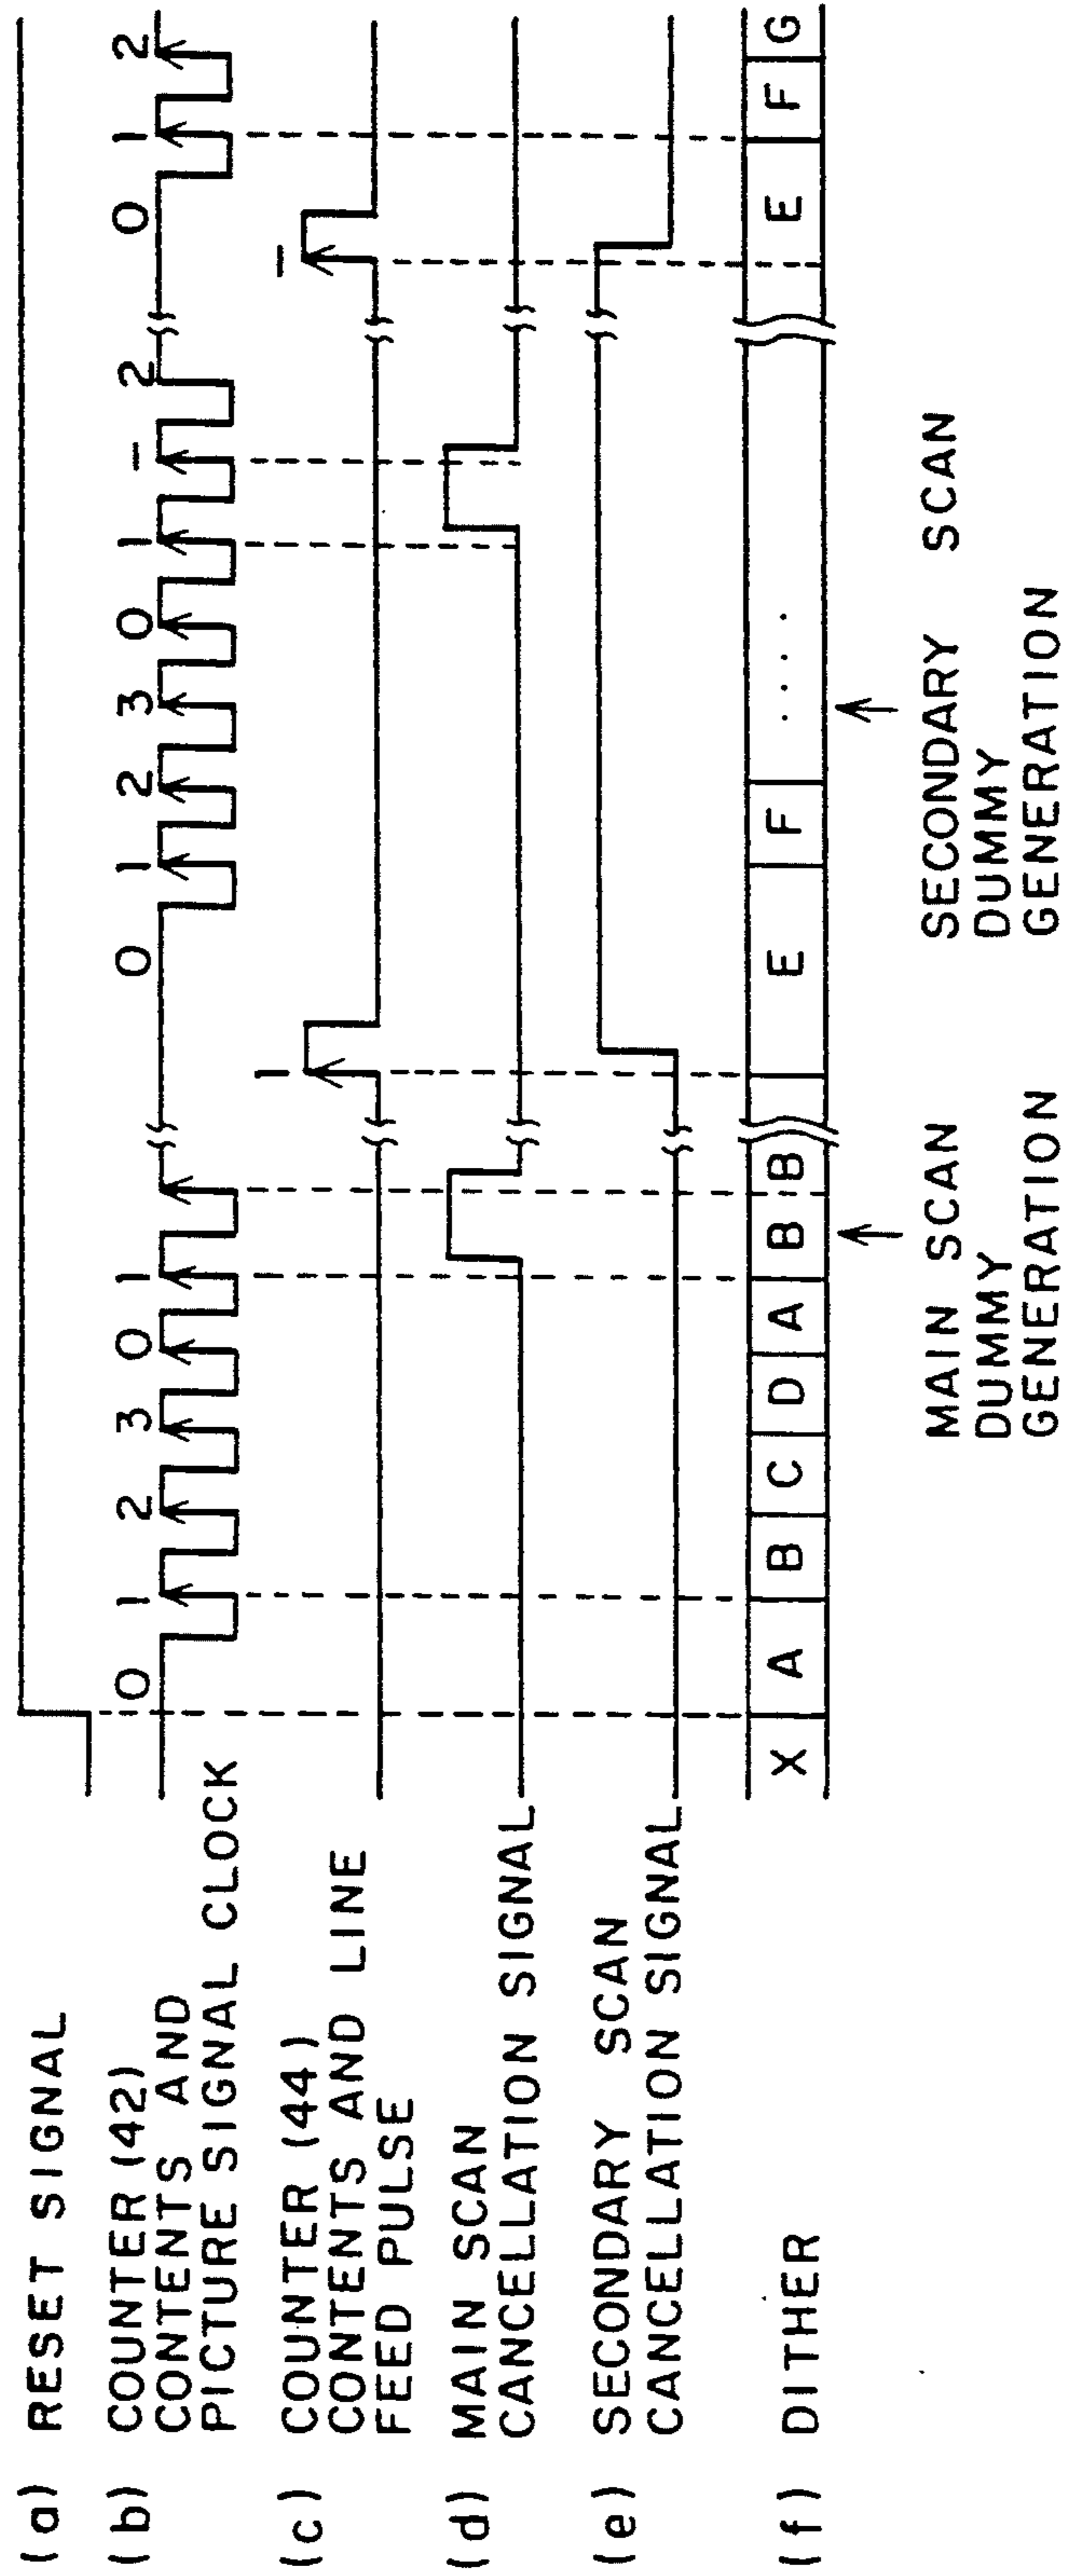 (a) RESET SIGNAL
(b) COUNTER (42)
CONTENTS AND
PICTURE SIGNAL CLOCK
0 1 2 3 0 1 0 1 2 3 0 1 – 2 0 1 2
(c) COUNTER (44)
CONTENTS AND LINE
FEED PULSE
1 –
(d) MAIN SCAN
CANCELLATION SIGNAL
(e) SECONDARY SCAN
CANCELLATION SIGNAL
(f) DITHER
X A B C D A B B E F ..... E F G
MAIN SCAN
DUMMY
GENERATION
SECONDARY SCAN
DUMMY
GENERATION